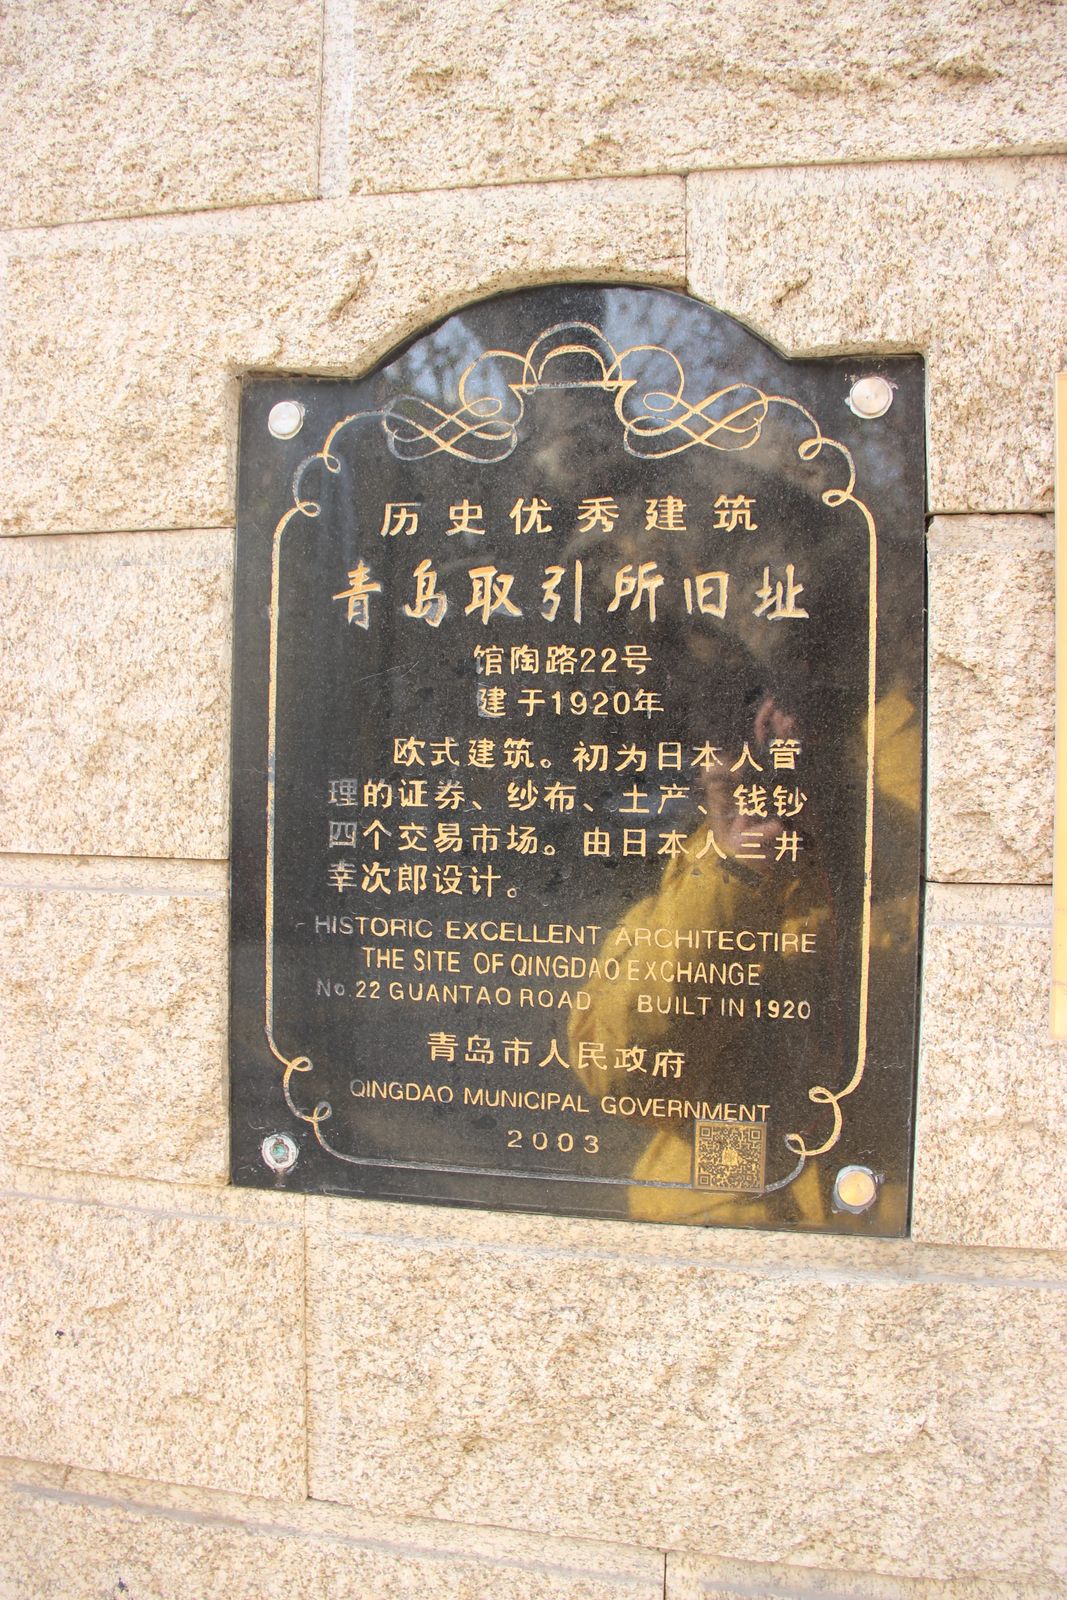 历史优秀建筑
青岛取引所旧址
馆陶路22号
建于1920年
欧式建筑。初为日本人管
理的证券、纱布、土产、钱钞
四个交易市场。由日本人三井
幸次郎设计。
HISTORIC EXCELLENT ARCHITECTIRE
THE SITE OF QINGDAO EXCHANGE
No.22 GUANTAO ROAD BUILT IN 1920
青岛市人民政府
QINGDAO MUNICIPAL GOVERNMENT
2003